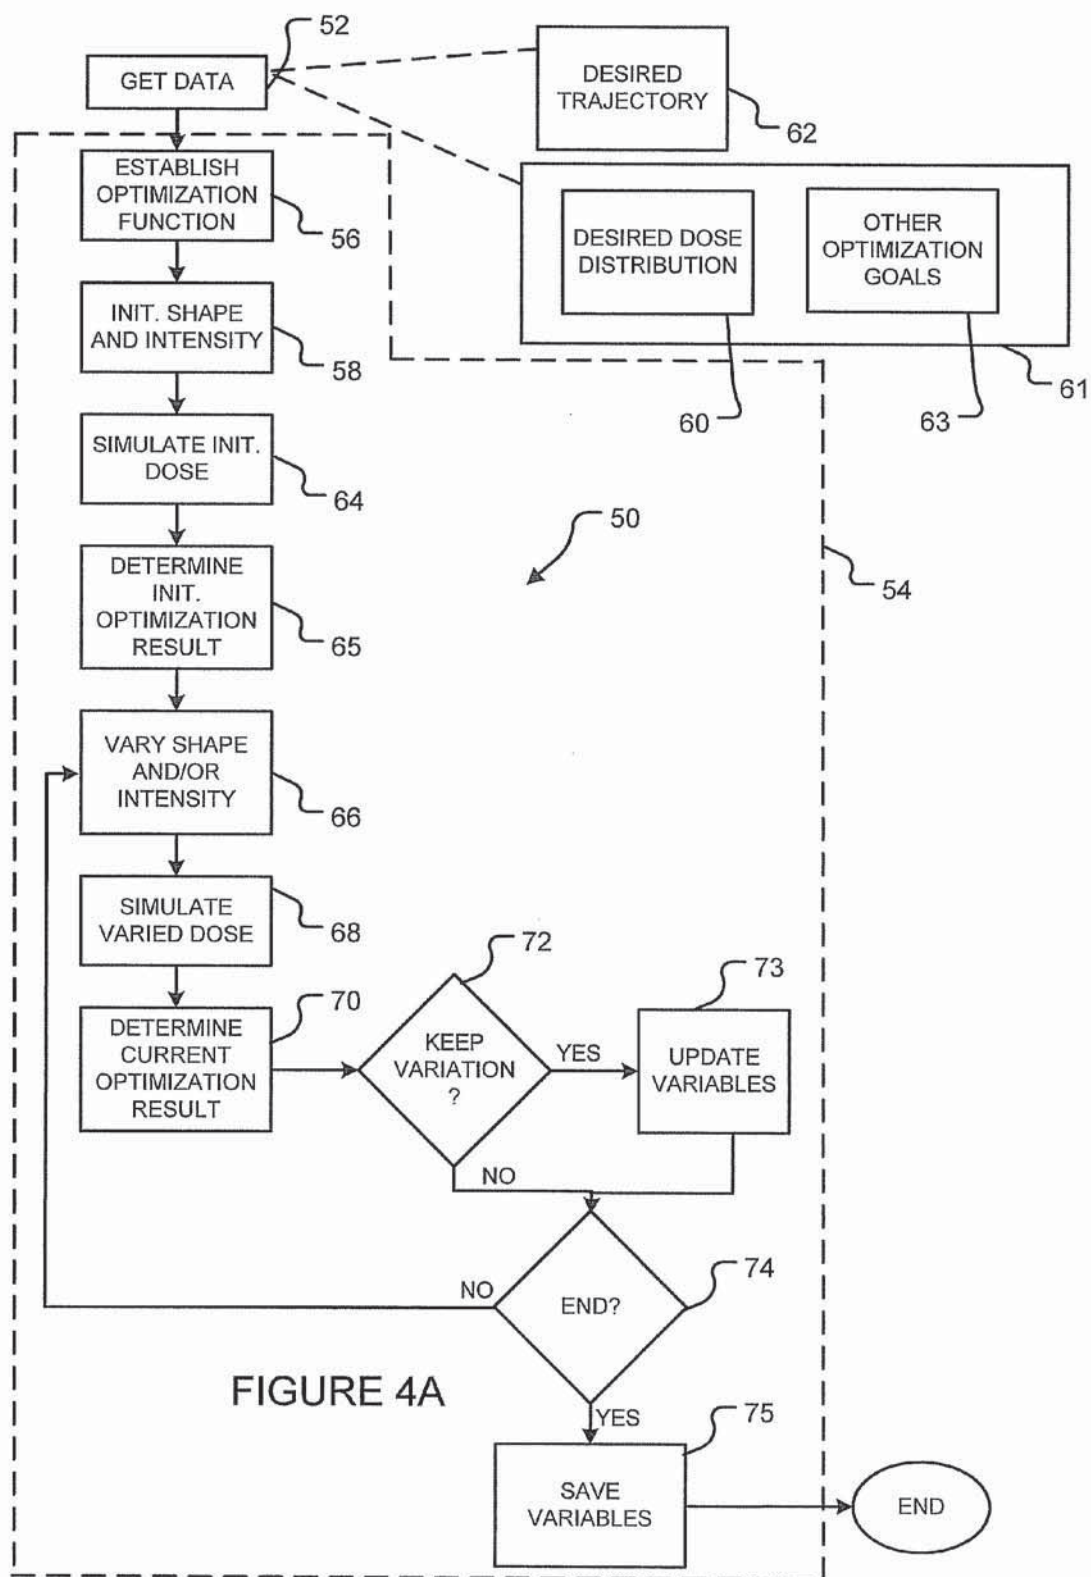 52
GET DATA
DESIRED
TRAJECTORY
62
ESTABLISH
OPTIMIZATION
FUNCTION
56
DESIRED DOSE
DISTRIBUTION
OTHER
OPTIMIZATION
GOALS
INIT. SHAPE
AND INTENSITY
58
61
60
63
SIMULATE INIT.
DOSE
64
50
54
DETERMINE
INIT.
OPTIMIZATION
RESULT
65
VARY SHAPE
AND/OR
INTENSITY
66
SIMULATE
VARIED DOSE
68
72
73
70
DETERMINE
CURRENT
OPTIMIZATION
RESULT
KEEP
VARIATION
?
YES
UPDATE
VARIABLES
NO
74
NO
END?
FIGURE 4A
YES
75
SAVE
VARIABLES
END